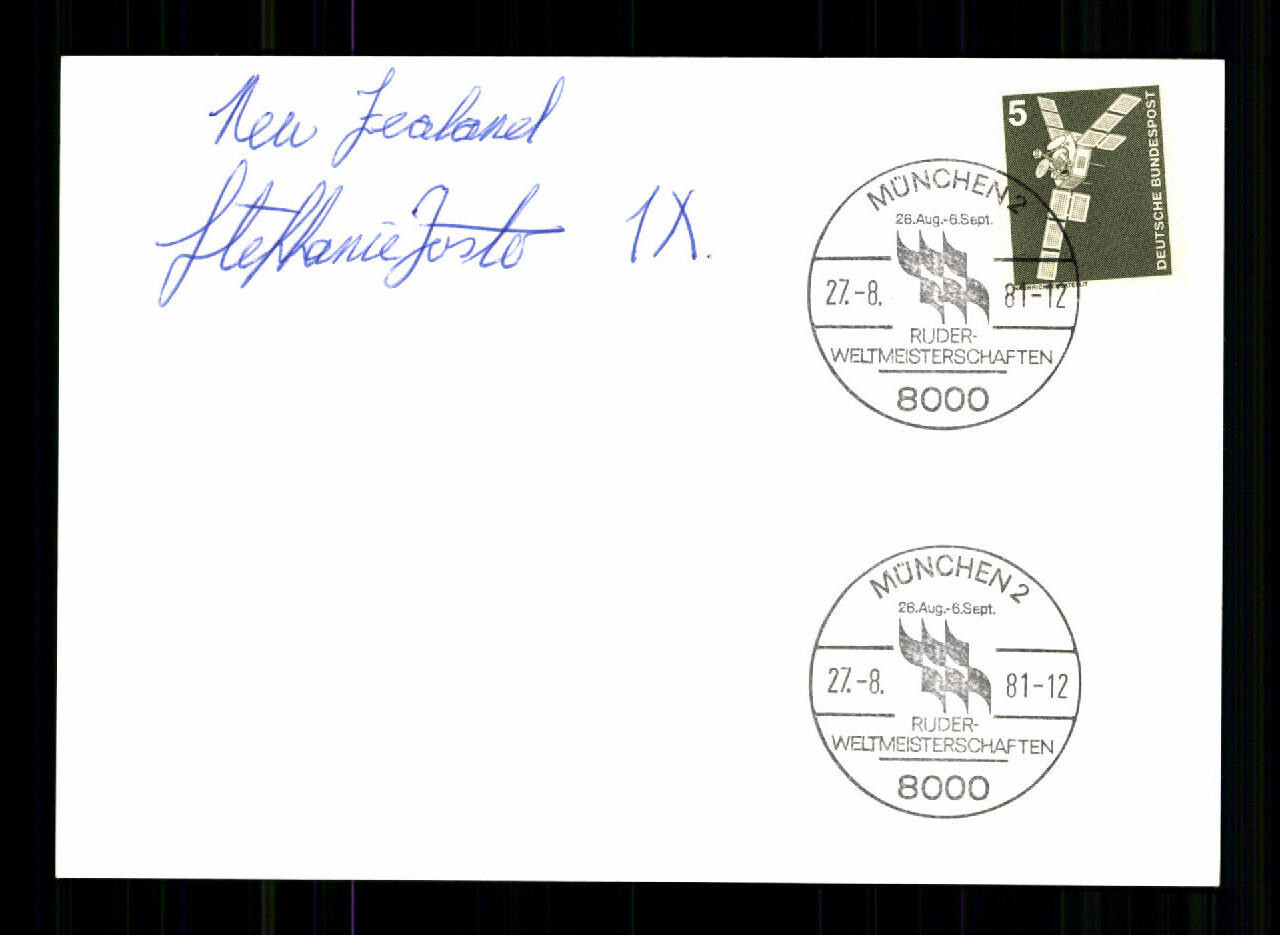 New Zealand
Stephanie Foster 1X.
5
DEUTSCHE BUNDESPOST
MÜNCHEN 2
26.Aug.-6.Sept.
27.-8. 81-12
RUDER-
WELTMEISTERSCHAFTEN
8000
MÜNCHEN 2
26.Aug.-6.Sept.
27.-8. 81-12
RUDER-
WELTMEISTERSCHAFTEN
8000